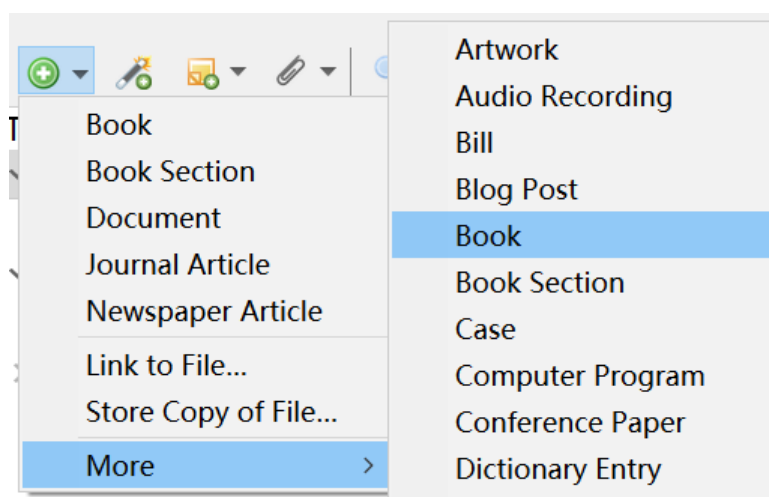 Book
Book Section
Document
Journal Article
Newspaper Article
Link to File...
Store Copy of File...
More
Artwork
Audio Recording
Bill
Blog Post
Book
Book Section
Case
Computer Program
Conference Paper
Dictionary Entry